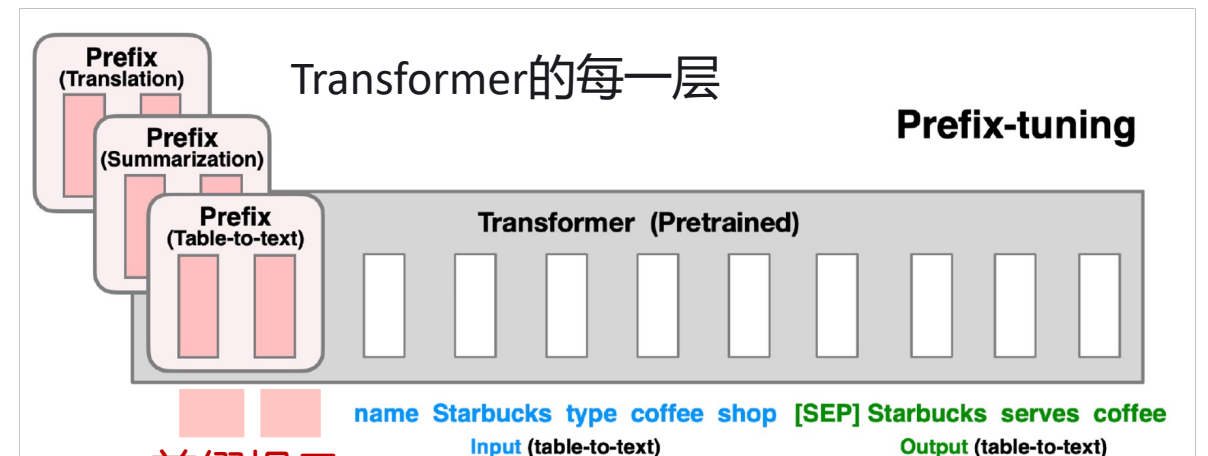 Prefix
(Translation)
Transformer的每一层
Prefix-tuning
Prefix
(Summarization)
Prefix
(Table-to-text)
Transformer (Pretrained)
name Starbucks type coffee shop [SEP] Starbucks serves coffee
Input (table-to-text) Output (table-to-text)